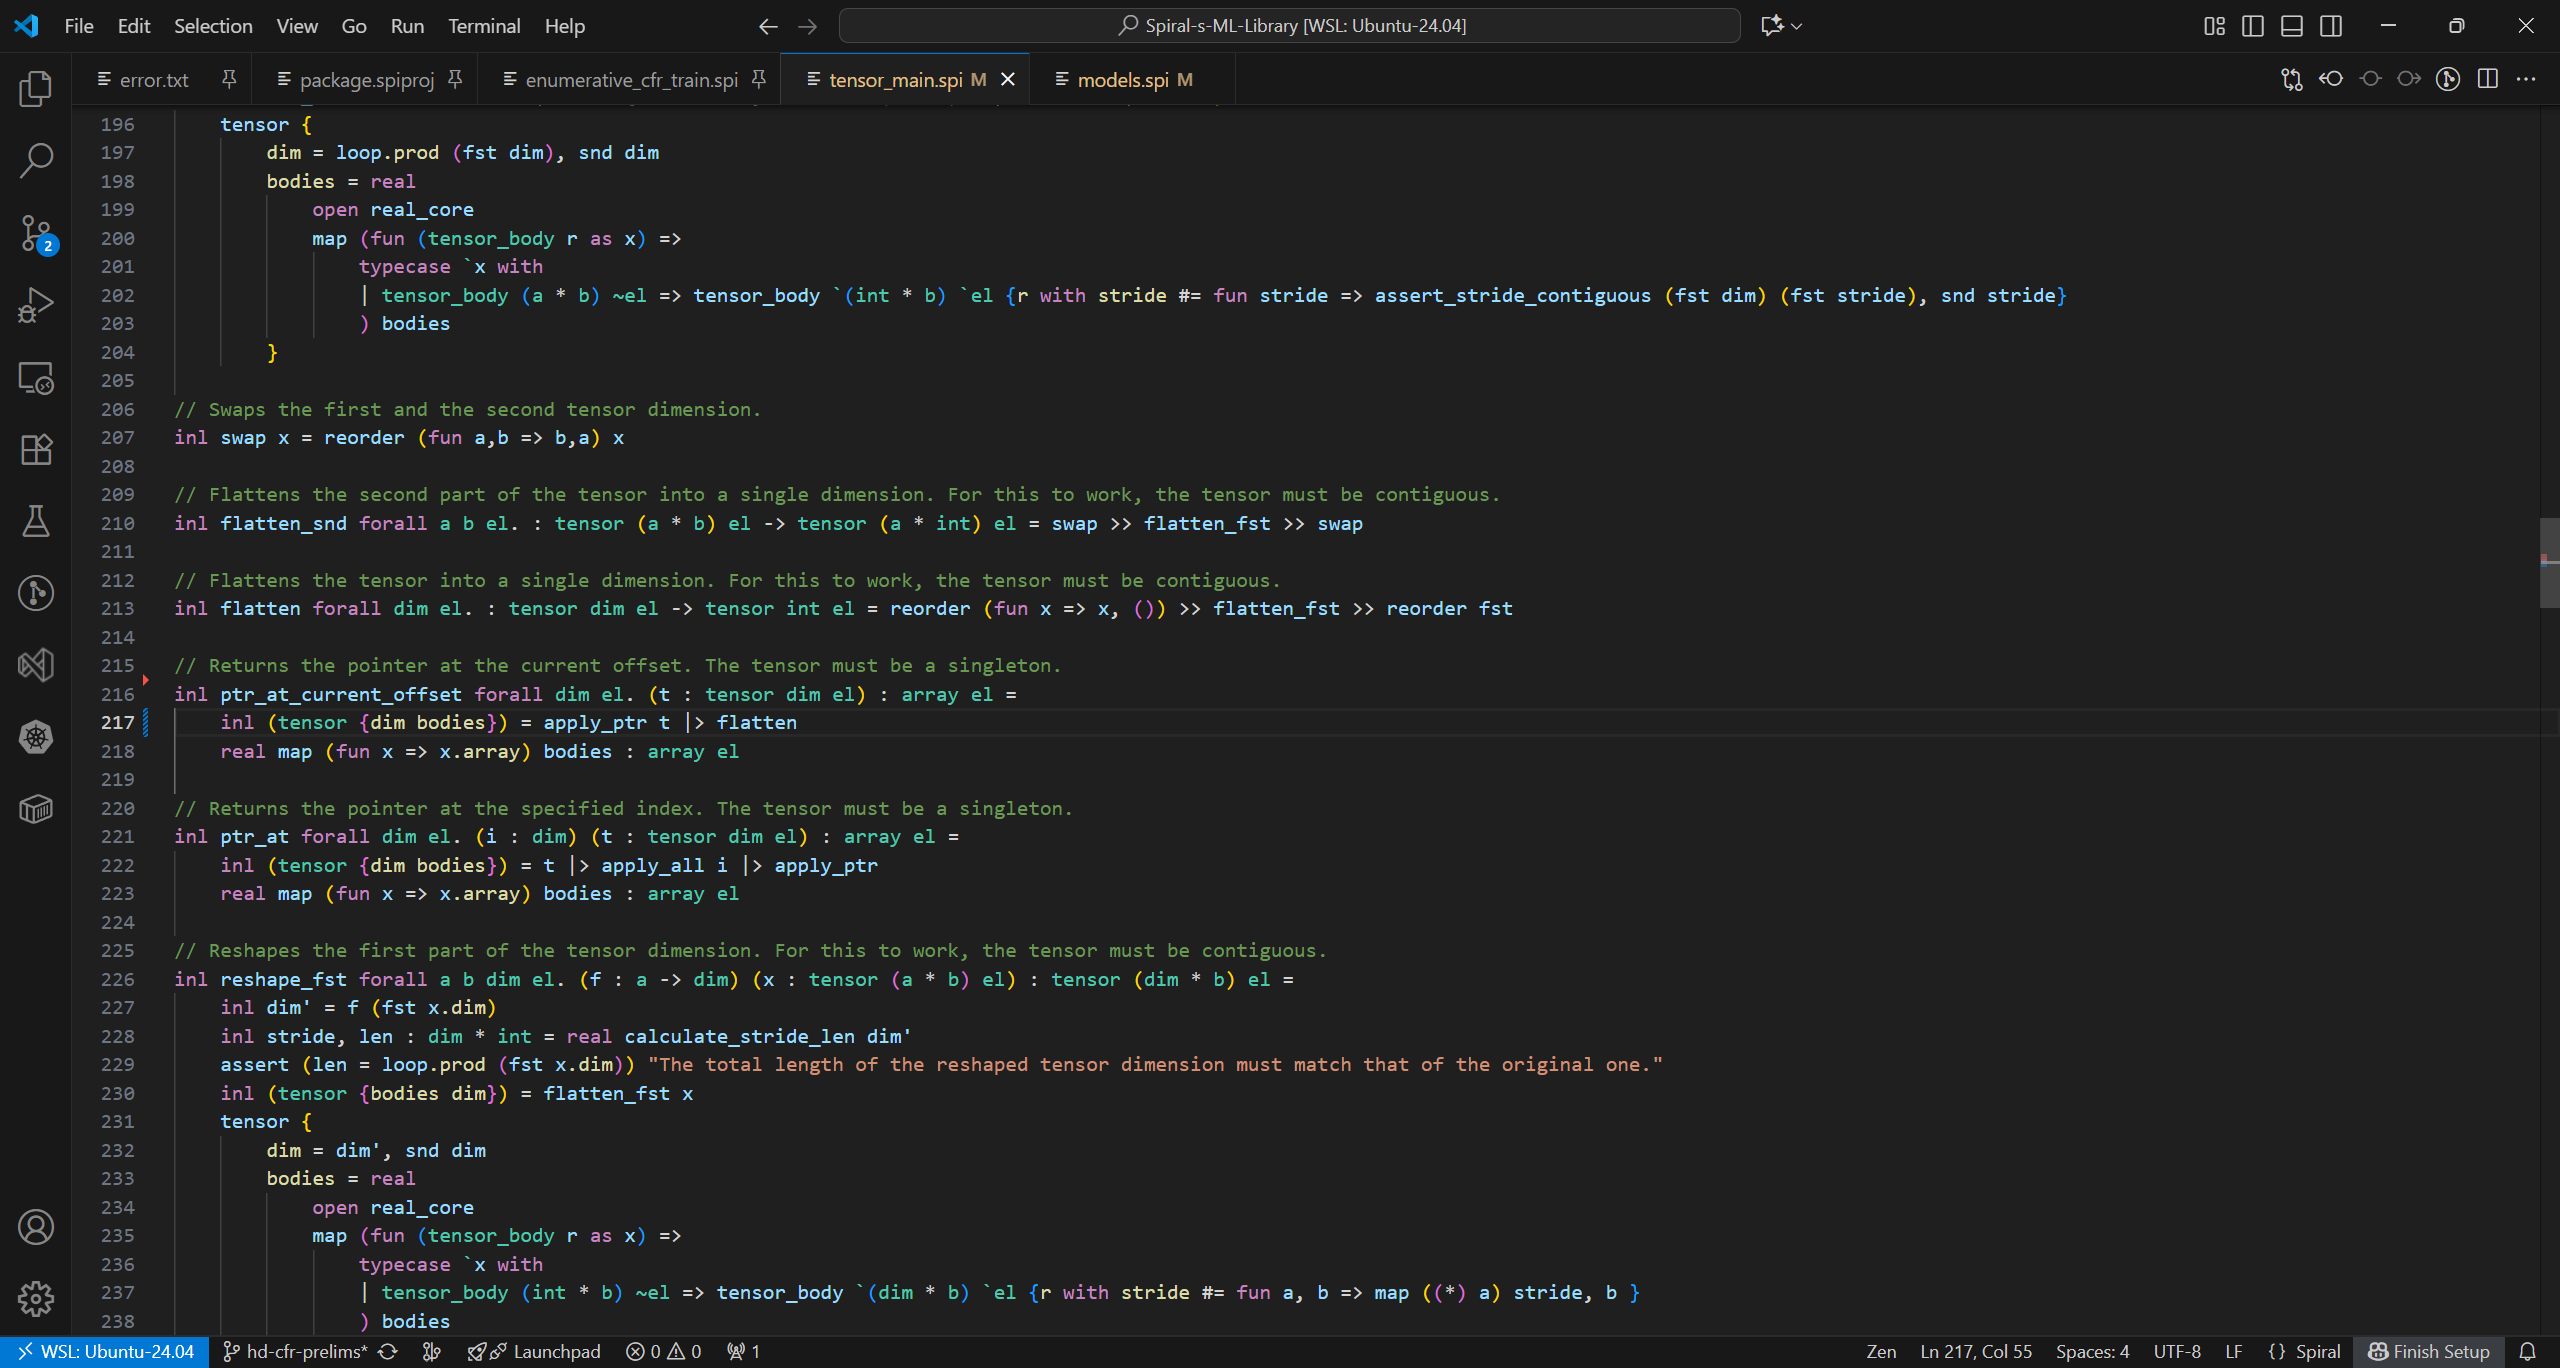 File Edit Selection View Go Run Terminal Help Spiral-s-ML-Library [WSL: Ubuntu-24.04]
error.txt package.spiproj enumerative_cfr_train.spi tensor_main.spi M models.spi M
196 tensor {
197 dim = loop.prod (fst dim), snd dim
198 bodies = real
199 open real_core
200 map (fun (tensor_body r as x) =>
201 typecase `x with
202 | tensor_body (a * b) ~el => tensor_body `(int * b) `el {r with stride #= fun stride => assert_stride_contiguous (fst dim) (fst stride), snd stride}
203 ) bodies
204 }
205
206 // Swaps the first and the second tensor dimension.
207 inl swap x = reorder (fun a,b => b,a) x
208
209 // Flattens the second part of the tensor into a single dimension. For this to work, the tensor must be contiguous.
210 inl flatten_snd forall a b el. : tensor (a * b) el -> tensor (a * int) el = swap >> flatten_fst >> swap
211
212 // Flattens the tensor into a single dimension. For this to work, the tensor must be contiguous.
213 inl flatten forall dim el. : tensor dim el -> tensor int el = reorder (fun x => x, ()) >> flatten_fst >> reorder fst
214
215 // Returns the pointer at the current offset. The tensor must be a singleton.
216 inl ptr_at_current_offset forall dim el. (t : tensor dim el) : array el =
217 inl (tensor {dim bodies}) = apply_ptr t |> flatten
218 real map (fun x => x.array) bodies : array el
219
220 // Returns the pointer at the specified index. The tensor must be a singleton.
221 inl ptr_at forall dim el. (i : dim) (t : tensor dim el) : array el =
222 inl (tensor {dim bodies}) = t |> apply_all i |> apply_ptr
223 real map (fun x => x.array) bodies : array el
224
225 // Reshapes the first part of the tensor dimension. For this to work, the tensor must be contiguous.
226 inl reshape_fst forall a b dim el. (f : a -> dim) (x : tensor (a * b) el) : tensor (dim * b) el =
227 inl dim' = f (fst x.dim)
228 inl stride, len : dim * int = real calculate_stride_len dim'
229 assert (len = loop.prod (fst x.dim)) "The total length of the reshaped tensor dimension must match that of the original one."
230 inl (tensor {bodies dim}) = flatten_fst x
231 tensor {
232 dim = dim', snd dim
233 bodies = real
234 open real_core
235 map (fun (tensor_body r as x) =>
236 typecase `x with
237 | tensor_body (int * b) ~el => tensor_body `(dim * b) `el {r with stride #= fun a, b => map ((*) a) stride, b }
238 ) bodies
2
WSL: Ubuntu-24.04 hd-cfr-prelims* Launchpad 0 0 1 Zen Ln 217, Col 55 Spaces: 4 UTF-8 LF {} Spiral Finish Setup